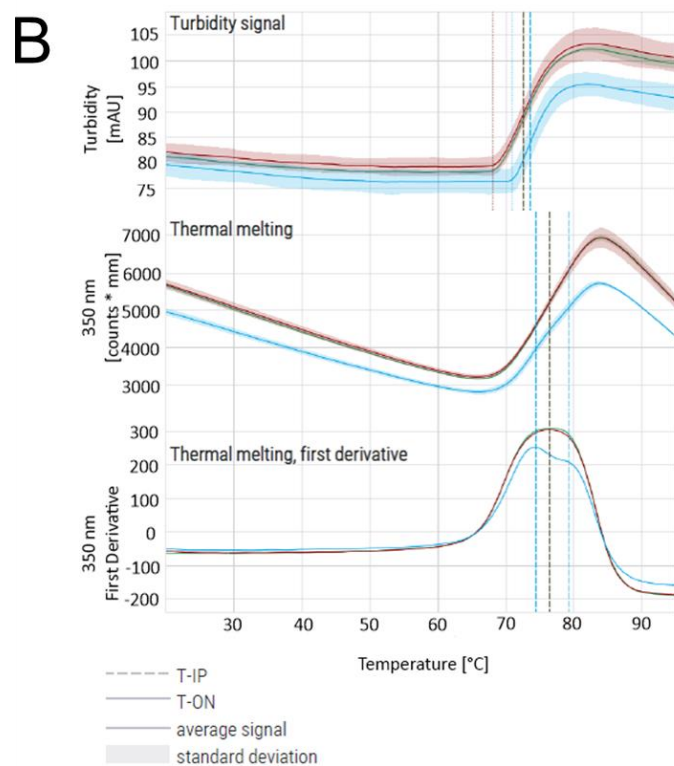 B
Turbidity signal
Turbidity
[mAU]
105
100
95
90
85
80
75
Thermal melting
350 nm
[counts * mm]
7000
6000
5000
4000
3000
Thermal melting, first derivative
350 nm
First Derivative
300
200
100
0
-100
-200
30 40 50 60 70 80 90
Temperature [°C]
T-IP
T-ON
average signal
standard deviation